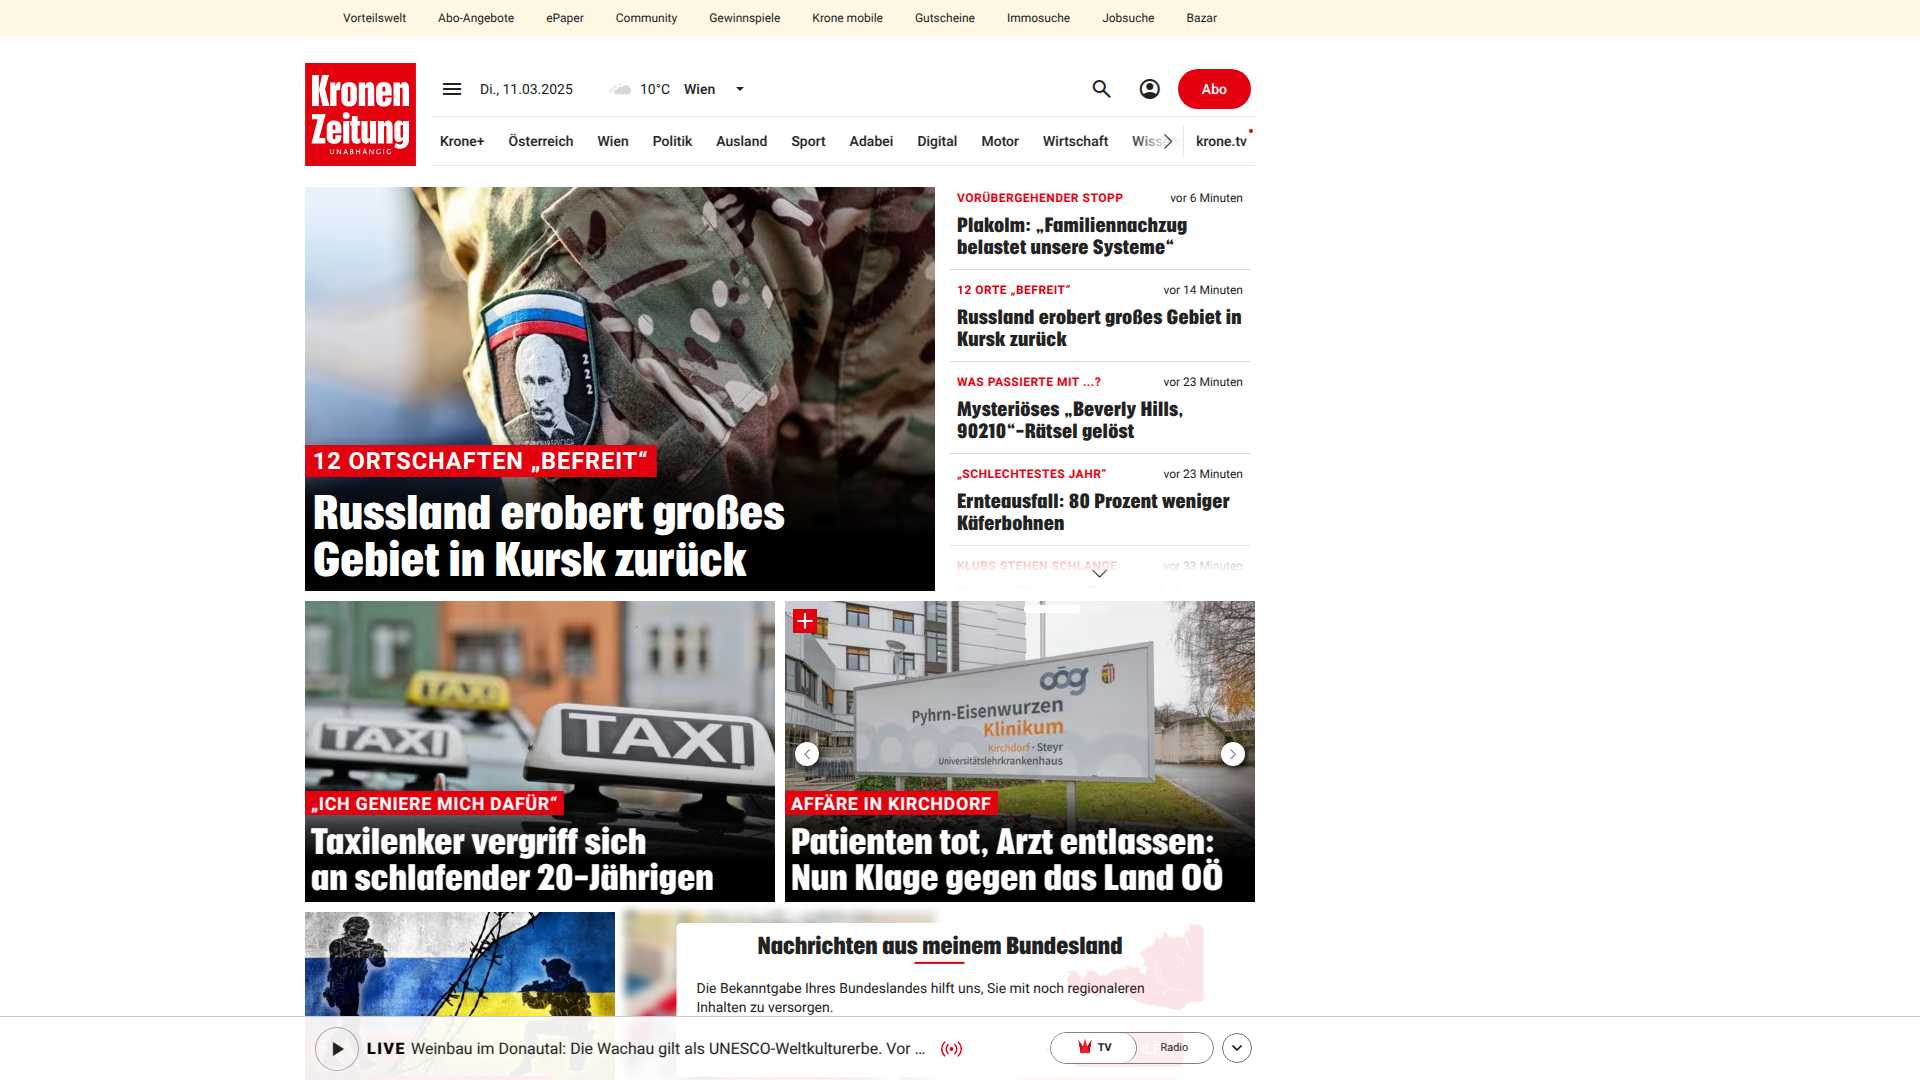 Vorteilswelt Abo-Angebote ePaper Community Gewinnspiele Krone mobile Gutscheine Immosuche Jobsuche Bazar
Kronen
Zeitung
UNABHÄNGIG
Di., 11.03.2025 10°C Wien
Abo
Krone+ Österreich Wien Politik Ausland Sport Adabei Digital Motor Wirtschaft krone.tv
12 ORTSCHAFTEN „BEFREIT“
Russland erobert großes
Gebiet in Kursk zurück
VORÜBERGEHENDER STOPP vor 6 Minuten
Plakolm: „Familiennachzug
belastet unsere Systeme“
12 ORTE „BEFREIT“ vor 14 Minuten
Russland erobert großes Gebiet in
Kursk zurück
WAS PASSIERTE MIT ...? vor 23 Minuten
Mysteriöses „Beverly Hills,
90210“-Rätsel gelöst
„SCHLECHTESTES JAHR“ vor 23 Minuten
Ernteausfall: 80 Prozent weniger
Käferbohnen
KLUBS STEHEN SCHLANGE vor 33 Minuten
TAXI
TAXI
TAXI
„ICH GENIERE MICH DAFÜR“
Taxilenker vergriff sich
an schlafender 20-Jährigen
oög
Pyhrn-Eisenwurzen
Klinikum
Kirchdorf · Steyr
Universitätslehrkrankenhaus
AFFÄRE IN KIRCHDORF
Patienten tot, Arzt entlassen:
Nun Klage gegen das Land OÖ
Nachrichten aus meinem Bundesland
Die Bekanntgabe Ihres Bundeslandes hilft uns, Sie mit noch regionaleren
Inhalten zu versorgen.
LIVE Weinbau im Donautal: Die Wachau gilt als UNESCO-Weltkulturerbe. Vor ...
TV Radio